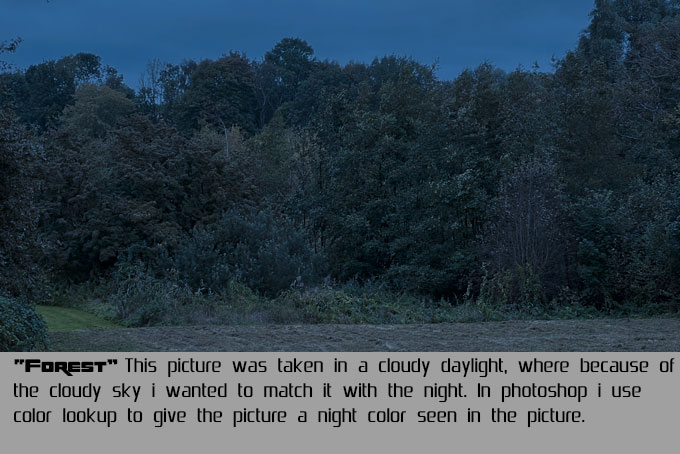 "Forest" This picture was taken in a cloudy daylight, where because of
the cloudy sky i wanted to match it with the night. In photoshop i use
color lookup to give the picture a night color seen in the picture.